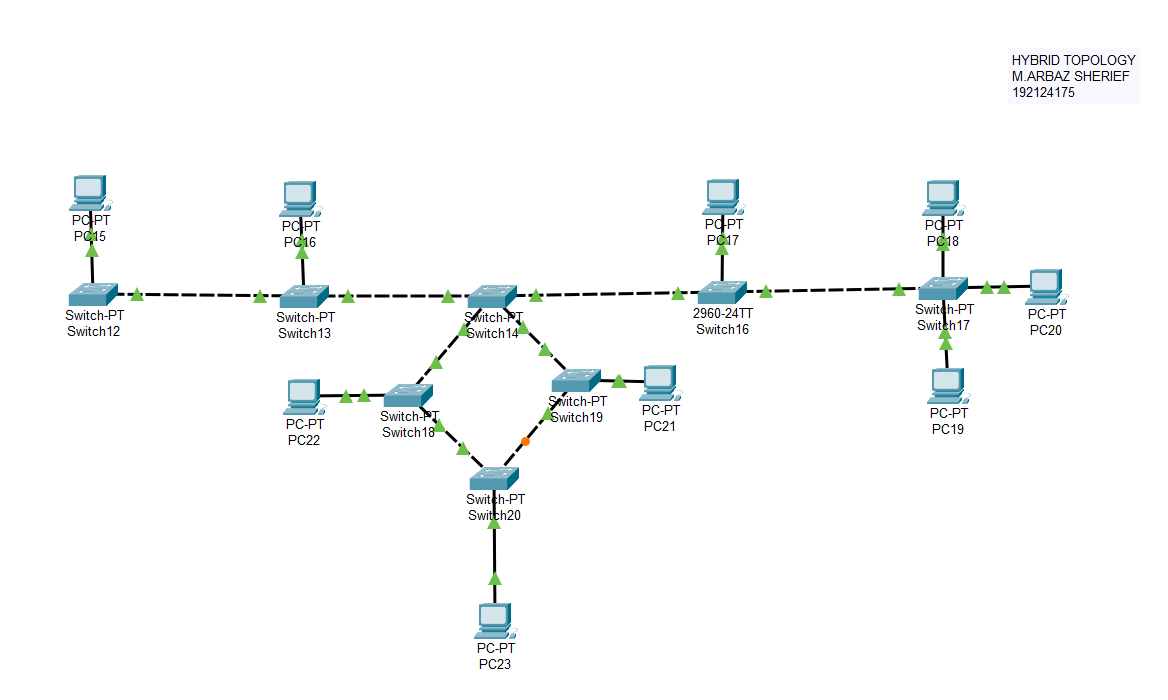 HYBRID TOPOLOGY
M.ARBAZ SHERIEF
192124175
PC-PT
PC15
PC-PT
PC16
PC-PT
PC17
PC-PT
PC18
Switch-PT
Switch12
Switch-PT
Switch13
Switch-PT
Switch14
2960-24TT
Switch16
Switch-PT
Switch17
PC-PT
PC20
PC-PT
PC22
Switch-PT
Switch18
Switch-PT
Switch19
PC-PT
PC21
PC-PT
PC19
Switch-PT
Switch20
PC-PT
PC23